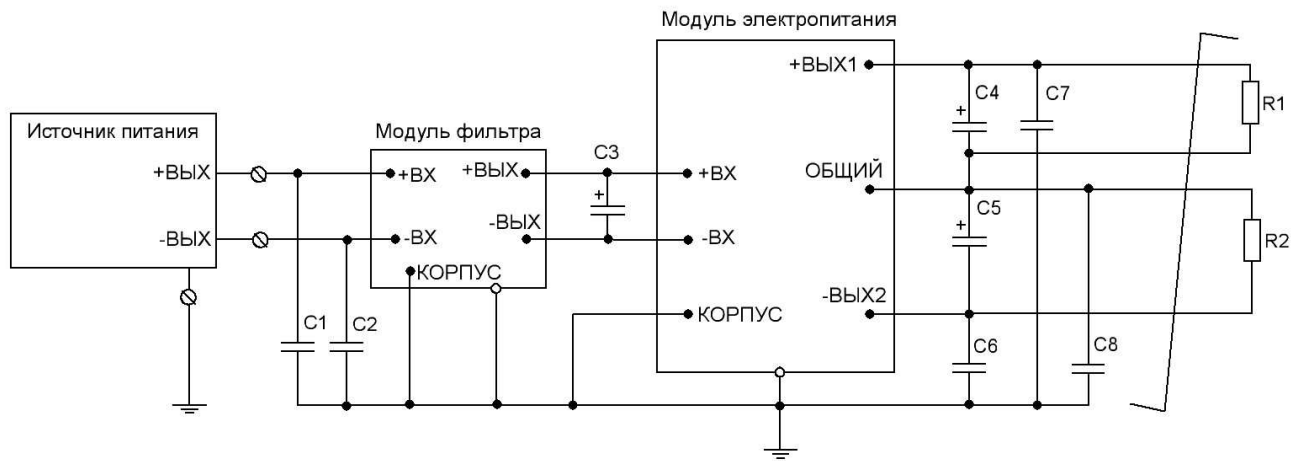 Модуль электропитания
Источник питания
+ВЫХ
-ВЫХ
C1
C2
Модуль фильтра
+ВХ
-ВХ
+ВЫХ
-ВЫХ
КОРПУС
C3
+
+ВХ
-ВХ
КОРПУС
+ВЫХ1
ОБЩИЙ
-ВЫХ2
C4
+
C7
C5
+
C6
C8
R1
R2